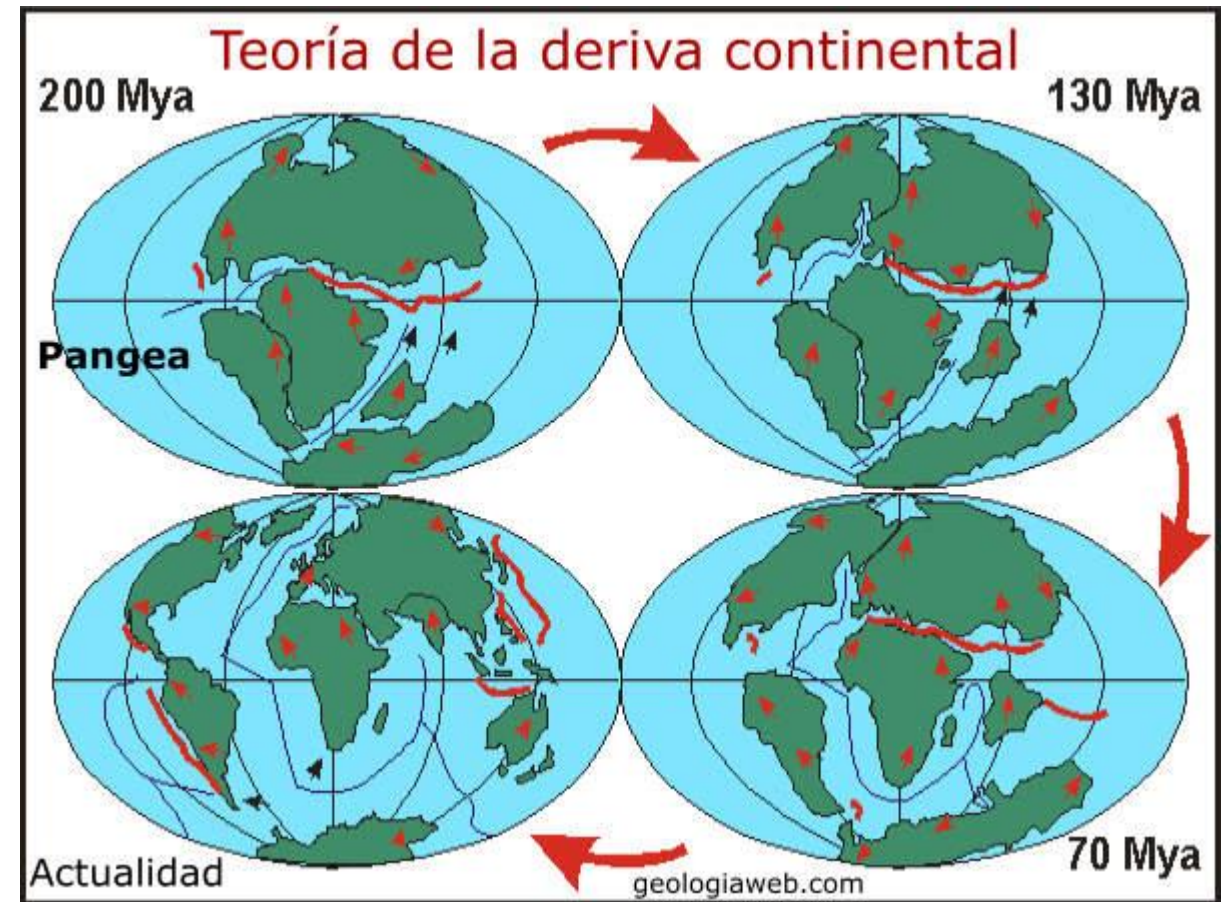 Teoría de la deriva continental
200 Mya
130 Mya
Pangea
70 Mya
Actualidad
geologiaweb.com